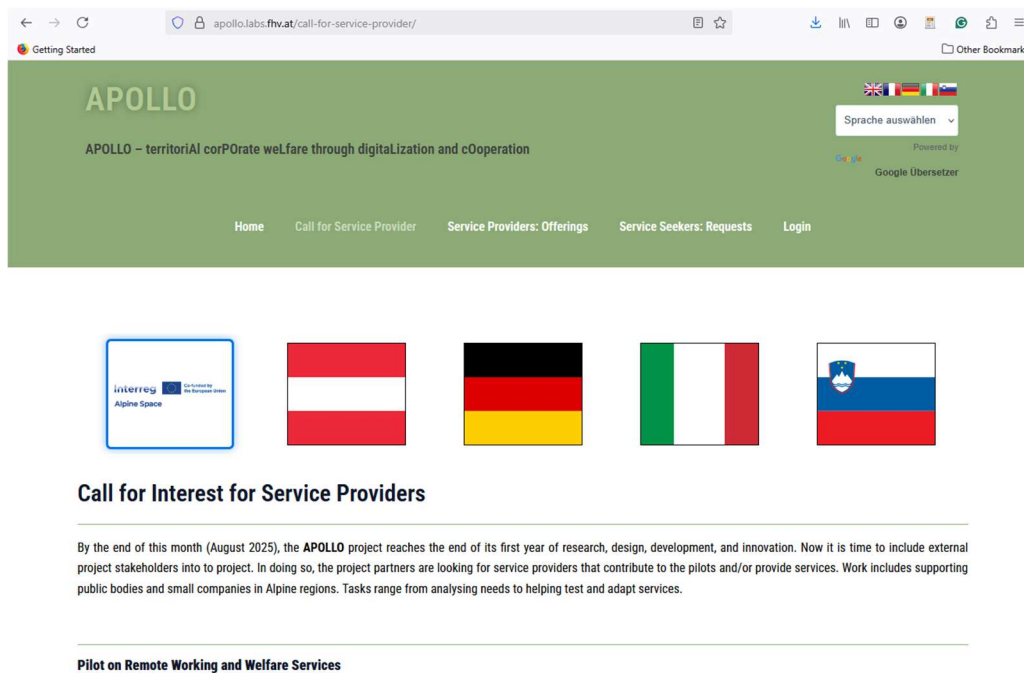 apollo.labs.fhv.at/call-for-service-provider/
Getting Started
Other Bookmark
APOLLO
APOLLO – territoriAl corPOrate weLfare through digitaLization and cOoperation
Sprache auswählen
Powered by
Google
Google Übersetzer
Home
Call for Service Provider
Service Providers: Offerings
Service Seekers: Requests
Login
Interreg
Co-funded by
the European Union
Alpine Space
Call for Interest for Service Providers
By the end of this month (August 2025), the APOLLO project reaches the end of its first year of research, design, development, and innovation. Now it is time to include external
project stakeholders into to project. In doing so, the project partners are looking for service providers that contribute to the pilots and/or provide services. Work includes supporting
public bodies and small companies in Alpine regions. Tasks range from analysing needs to helping test and adapt services.
Pilot on Remote Working and Welfare Services